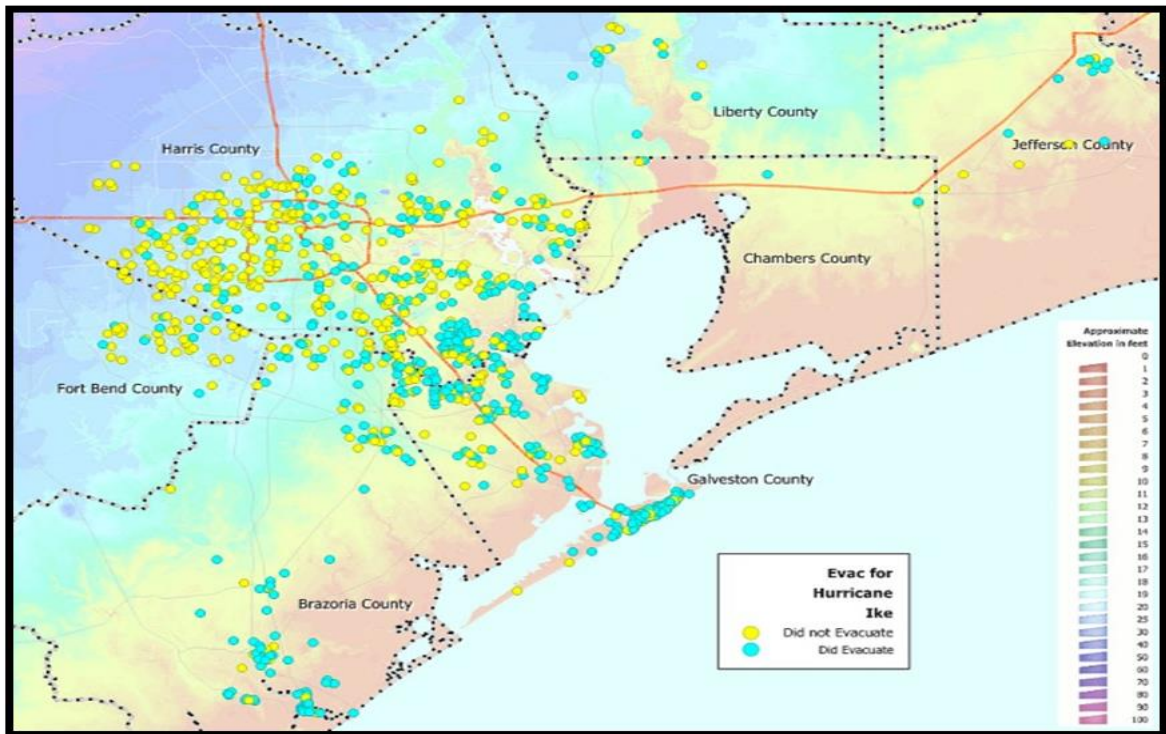 Harris County
Liberty County
Jefferson County
Chambers County
Fort Bend County
Galveston County
Brazoria County
Evac for
Hurricane
Ike
Did not Evacuate
Did Evacuate
Approximate
Elevation in feet
0
1
2
3
4
5
6
7
8
9
10
11
12
13
14
15
16
17
18
19
20
25
30
40
50
60
70
80
90
100